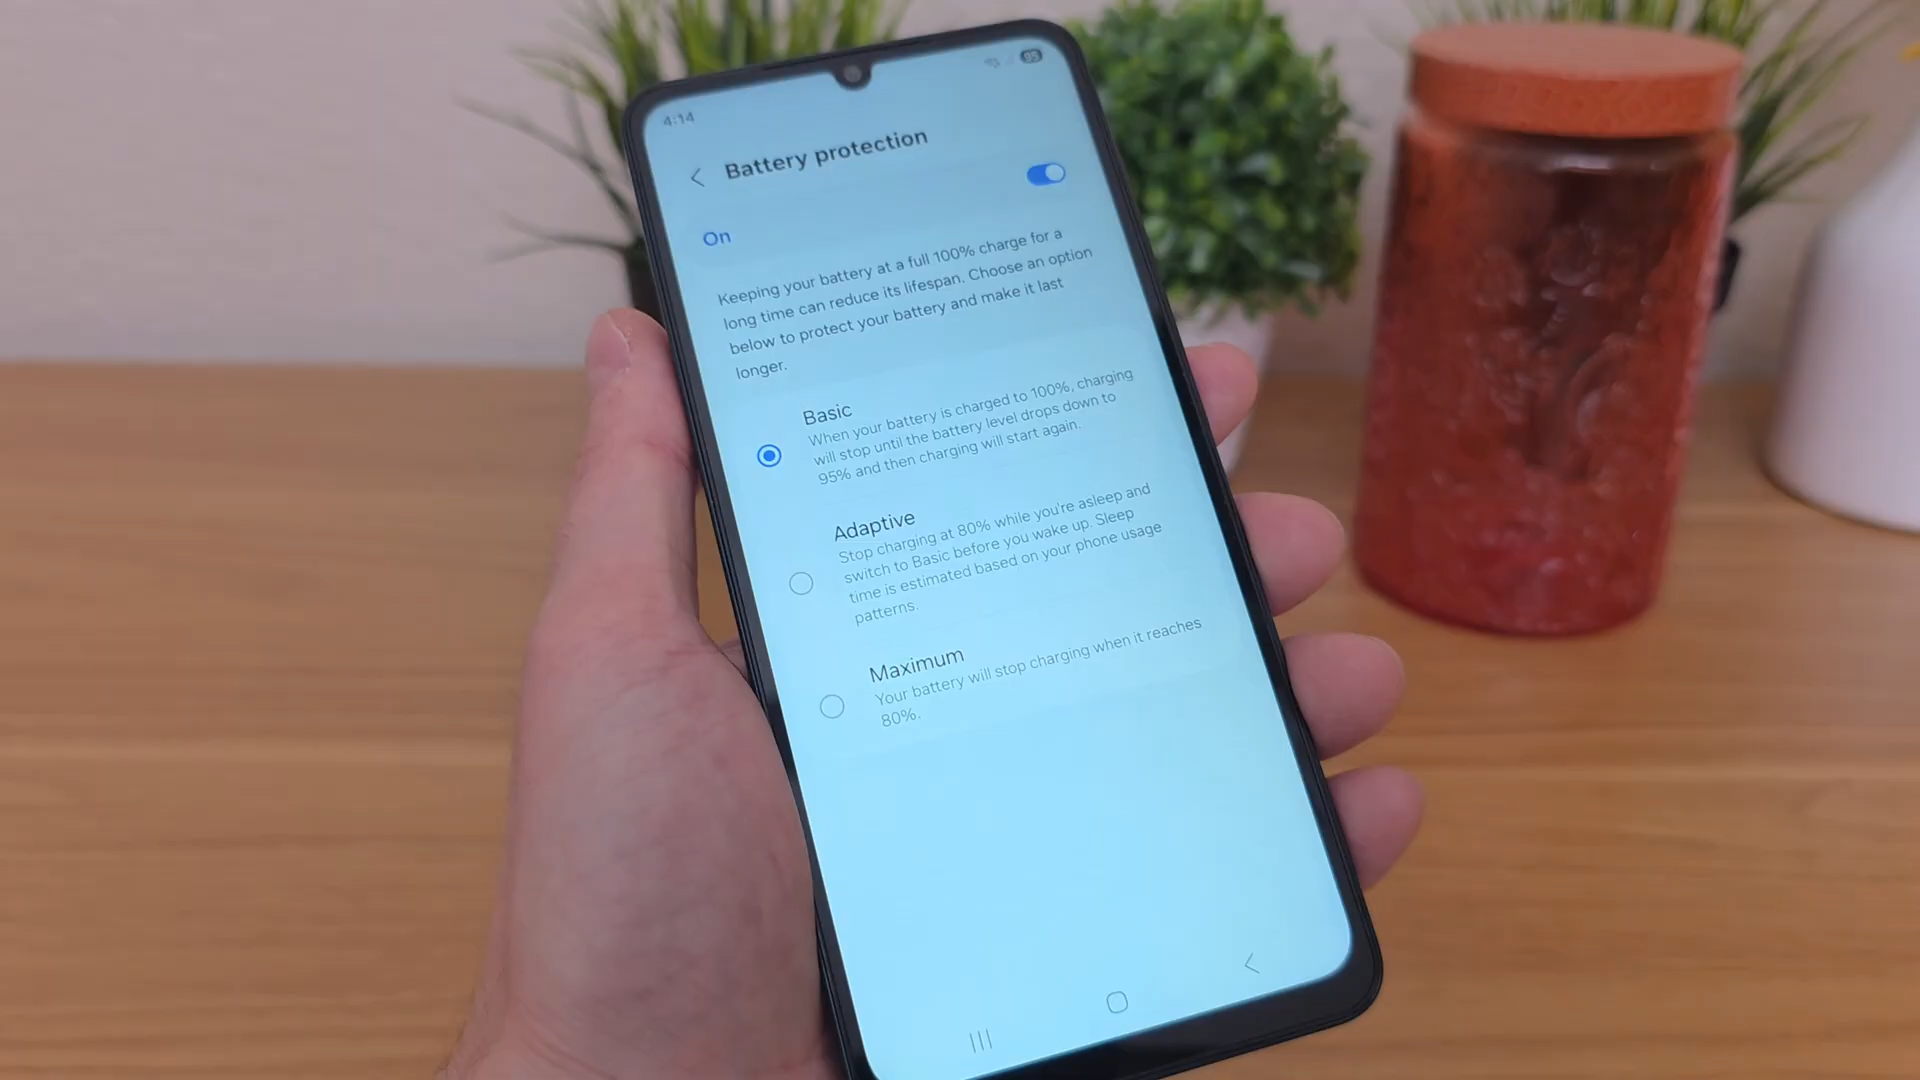 4:14
95
Battery protection
On
Keeping your battery at a full 100% charge for a
long time can reduce its lifespan. Choose an option
below to protect your battery and make it last
longer.
Basic
When your battery is charged to 100%, charging
will stop until the battery level drops down to
95% and then charging will start again.
Adaptive
Stop charging at 80% while you're asleep and
switch to Basic before you wake up. Sleep
time is estimated based on your phone usage
patterns.
Maximum
Your battery will stop charging when it reaches
80%.